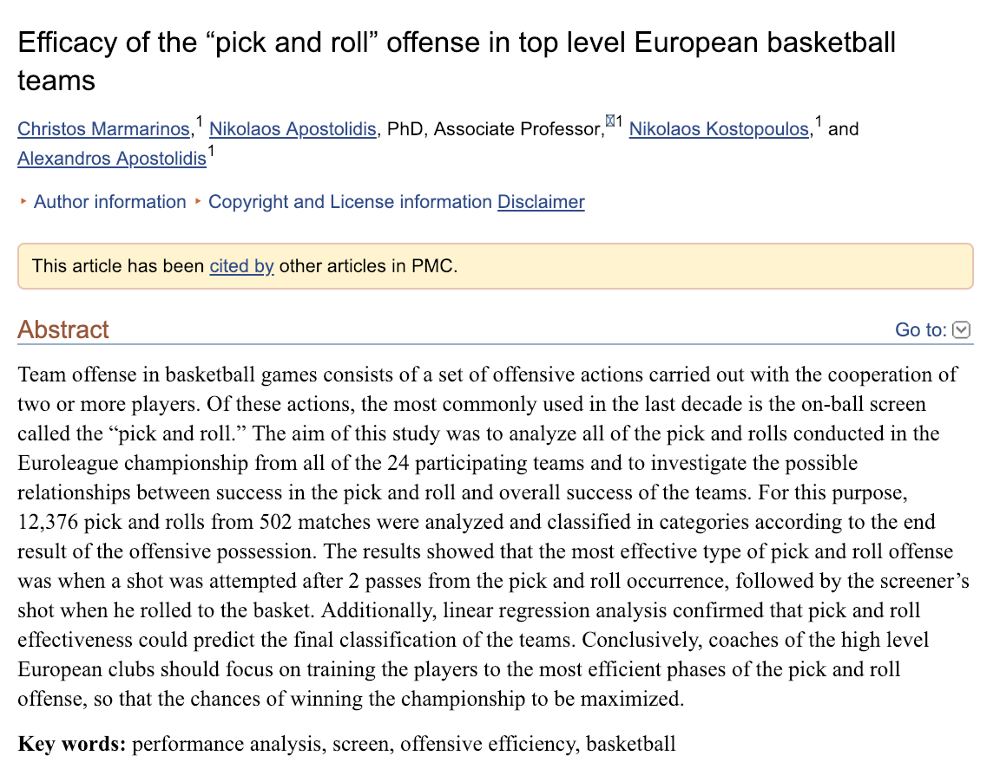 Efficacy of the “pick and roll” offense in top level European basketball
teams
Christos Marmarinos,1 Nikolaos Apostolidis, PhD, Associate Professor,1 Nikolaos Kostopoulos,1 and
Alexandros Apostolidis1
Author information Copyright and License information Disclaimer
This article has been cited by other articles in PMC.
Abstract
Go to:
Team offense in basketball games consists of a set of offensive actions carried out with the cooperation of
two or more players. Of these actions, the most commonly used in the last decade is the on-ball screen
called the “pick and roll.” The aim of this study was to analyze all of the pick and rolls conducted in the
Euroleague championship from all of the 24 participating teams and to investigate the possible
relationships between success in the pick and roll and overall success of the teams. For this purpose,
12,376 pick and rolls from 502 matches were analyzed and classified in categories according to the end
result of the offensive possession. The results showed that the most effective type of pick and roll offense
was when a shot was attempted after 2 passes from the pick and roll occurrence, followed by the screener’s
shot when he rolled to the basket. Additionally, linear regression analysis confirmed that pick and roll
effectiveness could predict the final classification of the teams. Conclusively, coaches of the high level
European clubs should focus on training the players to the most efficient phases of the pick and roll
offense, so that the chances of winning the championship to be maximized.
Key words: performance analysis, screen, offensive efficiency, basketball